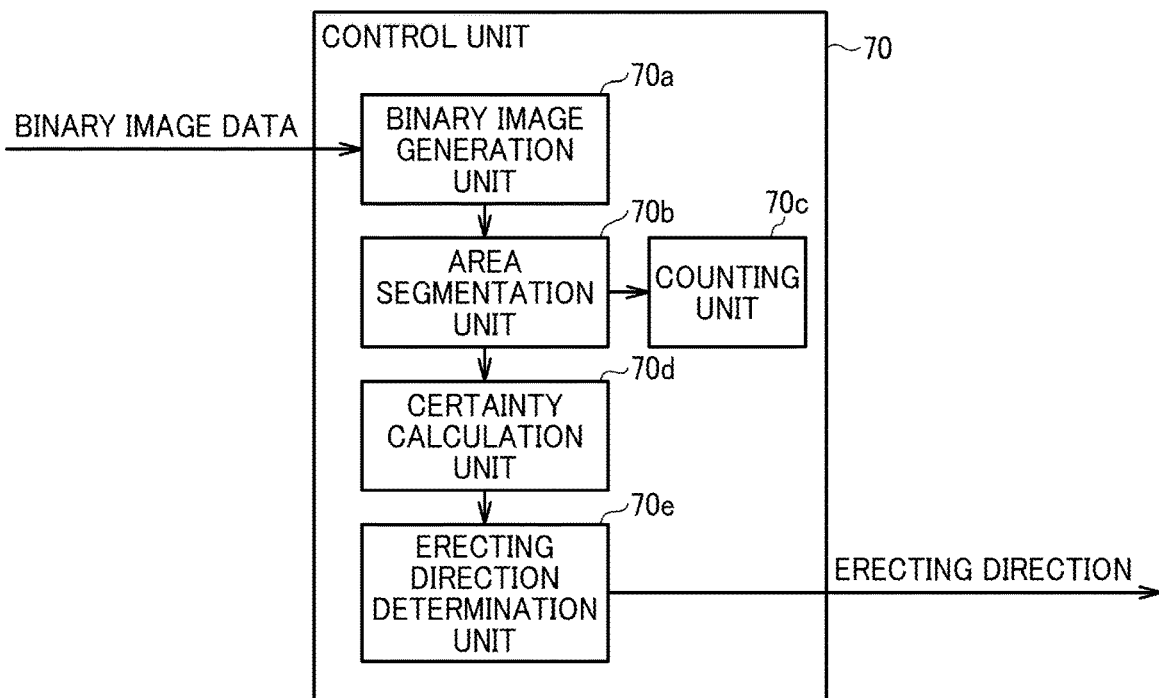 CONTROL UNIT
70
70a
BINARY IMAGE DATA
BINARY IMAGE
GENERATION
UNIT
70b
70c
AREA
SEGMENTATION
UNIT
COUNTING
UNIT
70d
CERTAINTY
CALCULATION
UNIT
70e
ERECTING
DIRECTION
DETERMINATION
UNIT
ERECTING DIRECTION